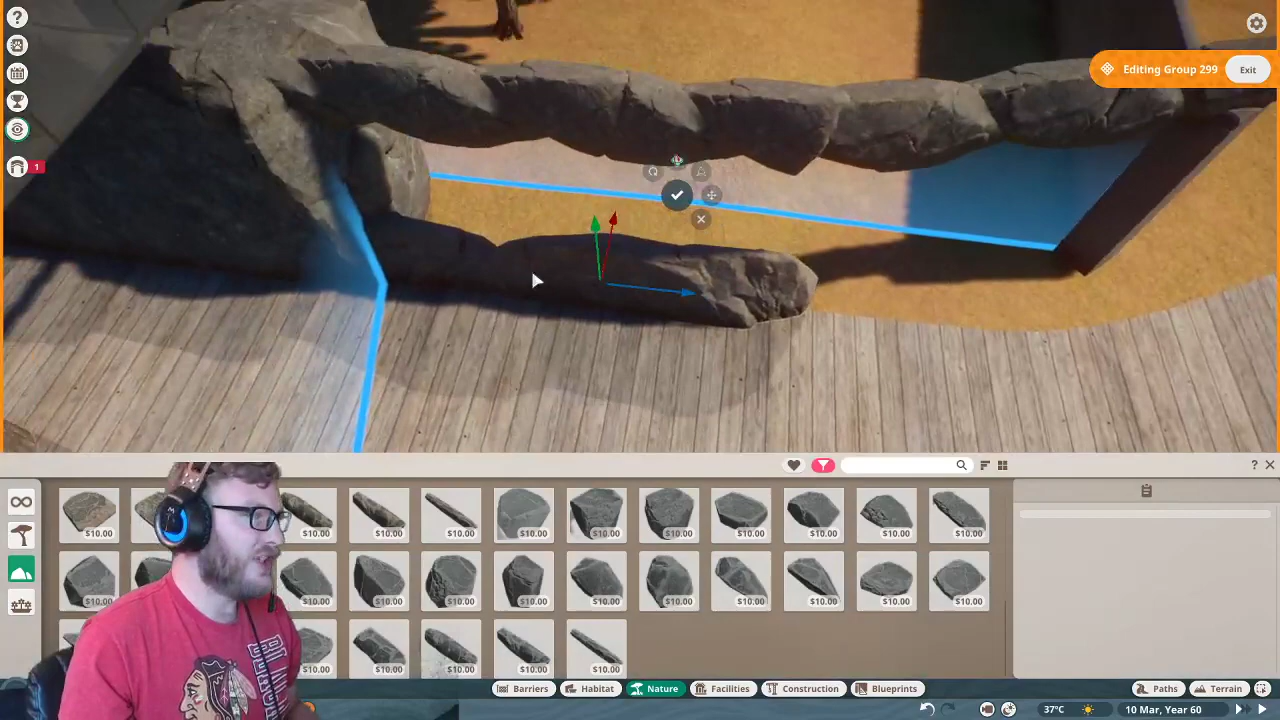 Editing Group 299
Exit
1
$10.00 $10.00 $10.00 $10.00 $10.00 $10.00 $10.00 $10.00 $10.00 $10.00 $10.00 $10.00
$10.00 $10.00 $10.00 $10.00 $10.00 $10.00 $10.00 $10.00 $10.00 $10.00 $10.00
$10.00 $10.00 $10.00 $10.00 $10.00
Barriers Habitat Nature Facilities Construction Blueprints Paths Terrain
37°C 10 Mar, Year 60